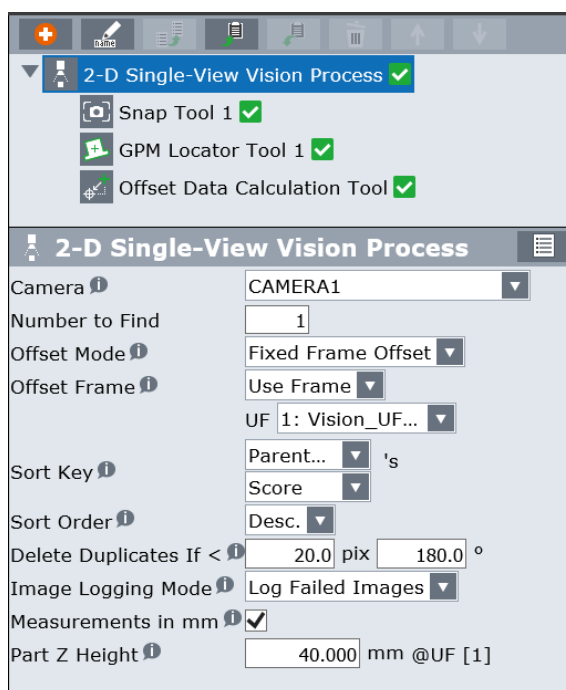 name
2-D Single-View Vision Process
Snap Tool 1
GPM Locator Tool 1
Offset Data Calculation Tool
2-D Single-View Vision Process
Camera CAMERA1
Number to Find 1
Offset Mode Fixed Frame Offset
Offset Frame Use Frame
UF 1: Vision_UF...
Parent... 's
Sort Key
Score
Sort Order Desc.
Delete Duplicates If < 20.0 pix 180.0 °
Image Logging Mode Log Failed Images
Measurements in mm
Part Z Height 40.000 mm @UF [1]